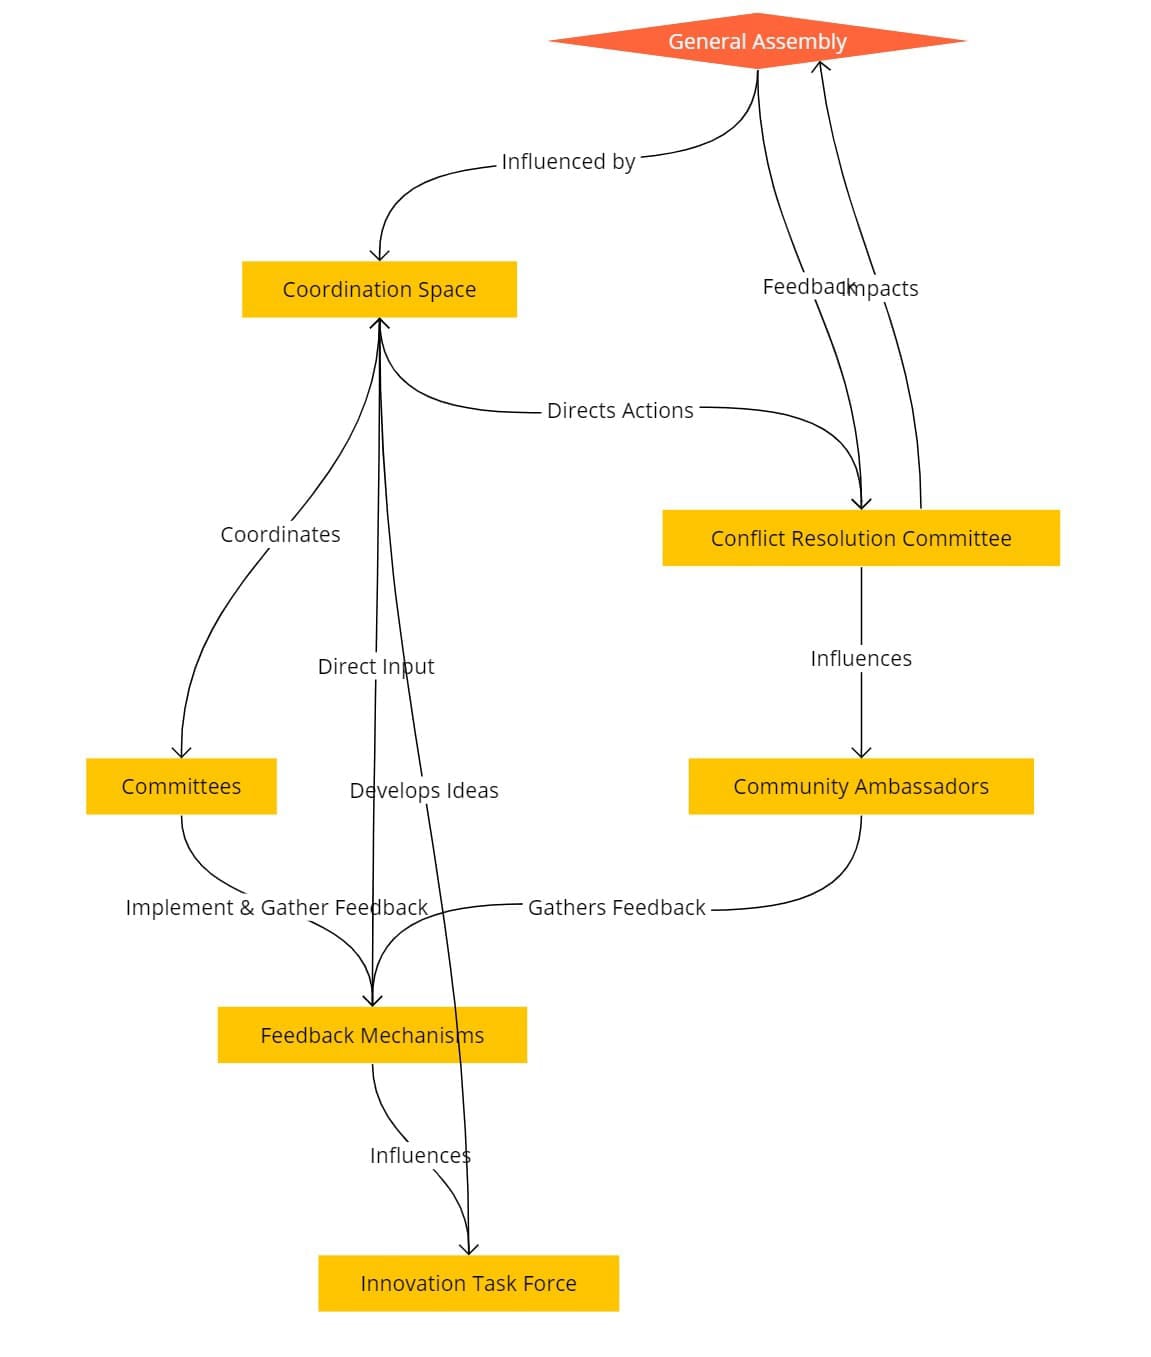 General Assembly
Influenced by
Coordination Space
Feedback
Impacts
Directs Actions
Coordinates
Conflict Resolution Committee
Direct Input
Influences
Committees
Develops Ideas
Community Ambassadors
Implement & Gather Feedback
Gathers Feedback
Feedback Mechanisms
Influences
Innovation Task Force